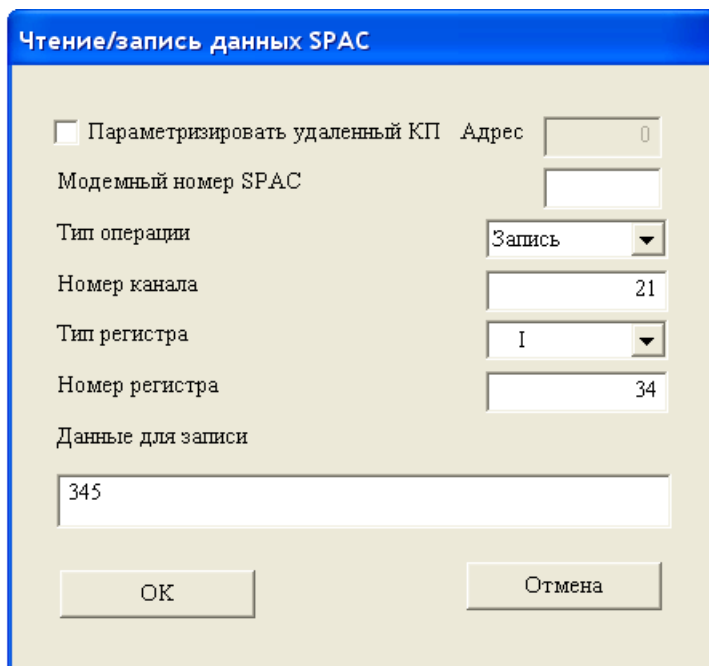 Чтение/запись данных SPAC
Параметризировать удаленный КП Адрес 0
Модемный номер SPAC
Тип операции Запись
Номер канала 21
Тип регистра I
Номер регистра 34
Данные для записи
345
OK Отмена